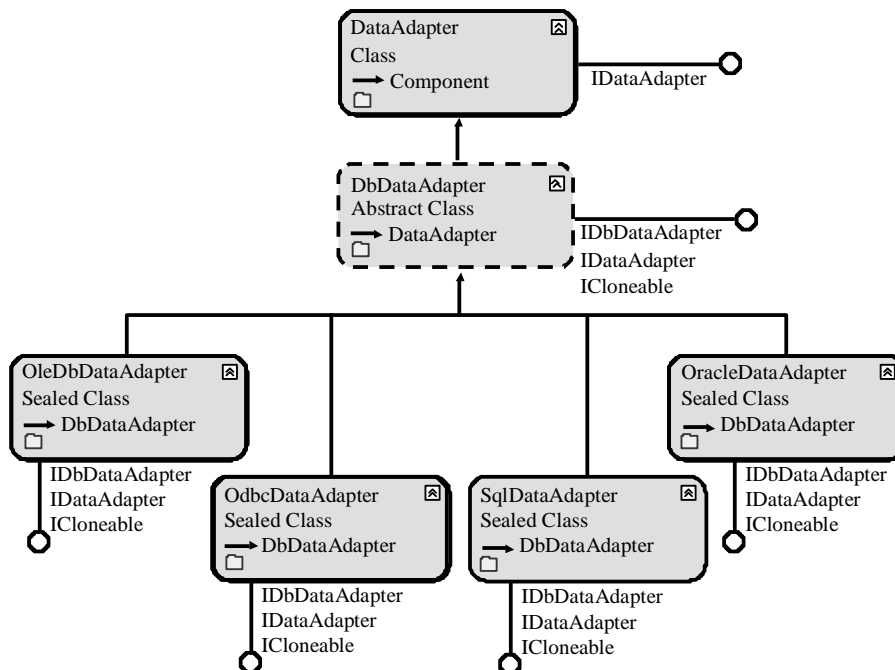 DataAdapter
Class
Component
IDataAdapter
DbDataAdapter
Abstract Class
DataAdapter
IDbDataAdapter
IDataAdapter
ICloneable
OleDbDataAdapter
Sealed Class
DbDataAdapter
IDbDataAdapter
IDataAdapter
ICloneable
OdbcDataAdapter
Sealed Class
DbDataAdapter
IDbDataAdapter
IDataAdapter
ICloneable
SqlDataAdapter
Sealed Class
DbDataAdapter
IDbDataAdapter
IDataAdapter
ICloneable
OracleDataAdapter
Sealed Class
DbDataAdapter
IDbDataAdapter
IDataAdapter
ICloneable